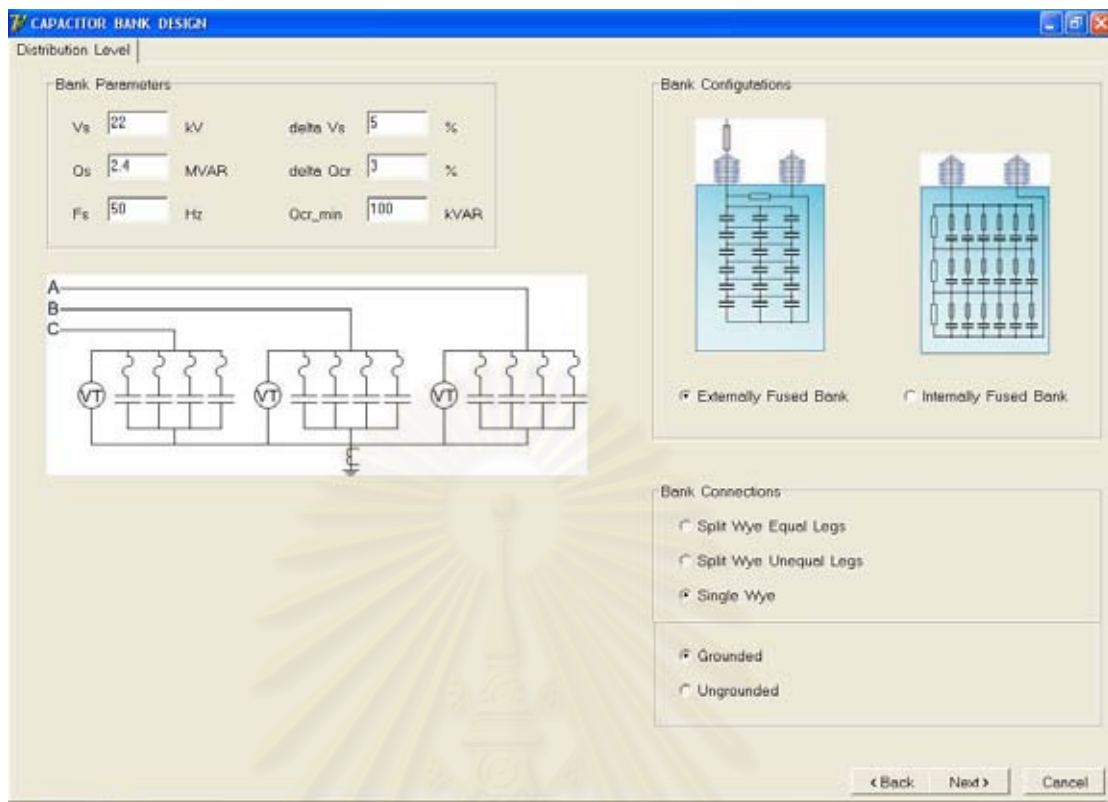 CAPACITOR BANK DESIGN
Distribution Level
Bank Parameters
Vs 22 kV delta Vs 5 %
Qs 2.4 MVAR delta Qcr 3 %
Fs 50 Hz Qcr_min 100 kVAR
A
B
C
VT VT VT
Bank Configutations
Externally Fused Bank Internally Fused Bank
Bank Connections
Split Wye Equal Legs
Split Wye Unequal Legs
Single Wye
Grounded
Ungrounded
< Back Next > Cancel